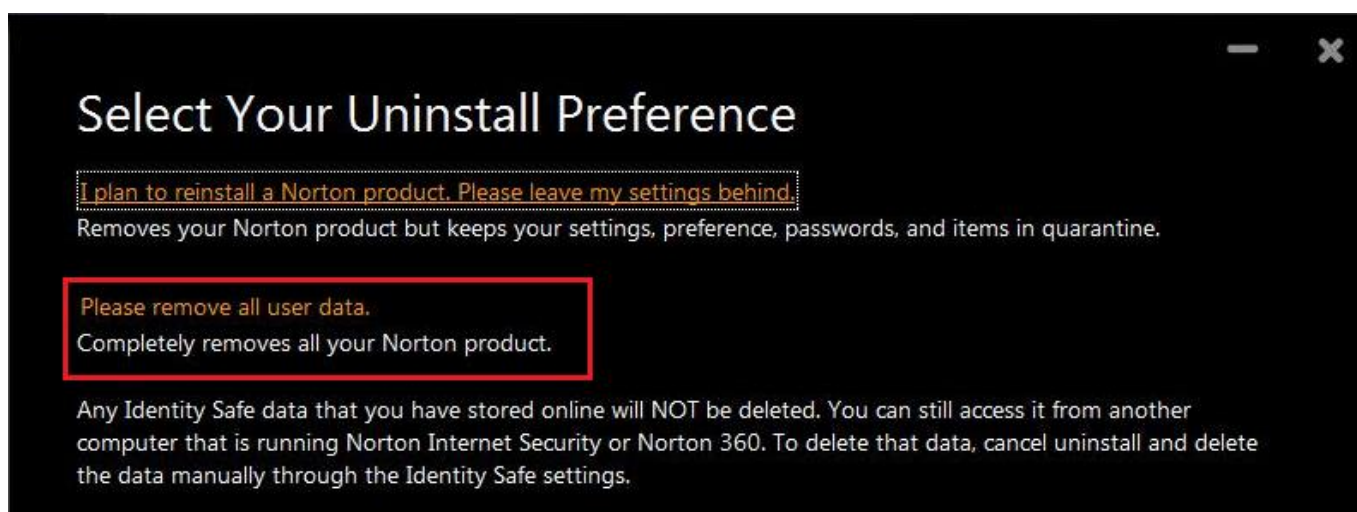 Select Your Uninstall Preference
I plan to reinstall a Norton product. Please leave my settings behind.
Removes your Norton product but keeps your settings, preference, passwords, and items in quarantine.
Please remove all user data.
Completely removes all your Norton product.
Any Identity Safe data that you have stored online will NOT be deleted. You can still access it from another
computer that is running Norton Internet Security or Norton 360. To delete that data, cancel uninstall and delete
the data manually through the Identity Safe settings.